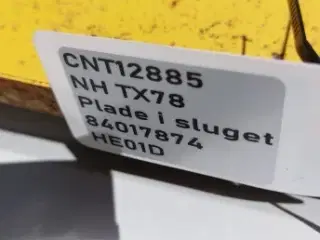 CNT12885
NH TX78
Plade i sluget
84017874
HE01D